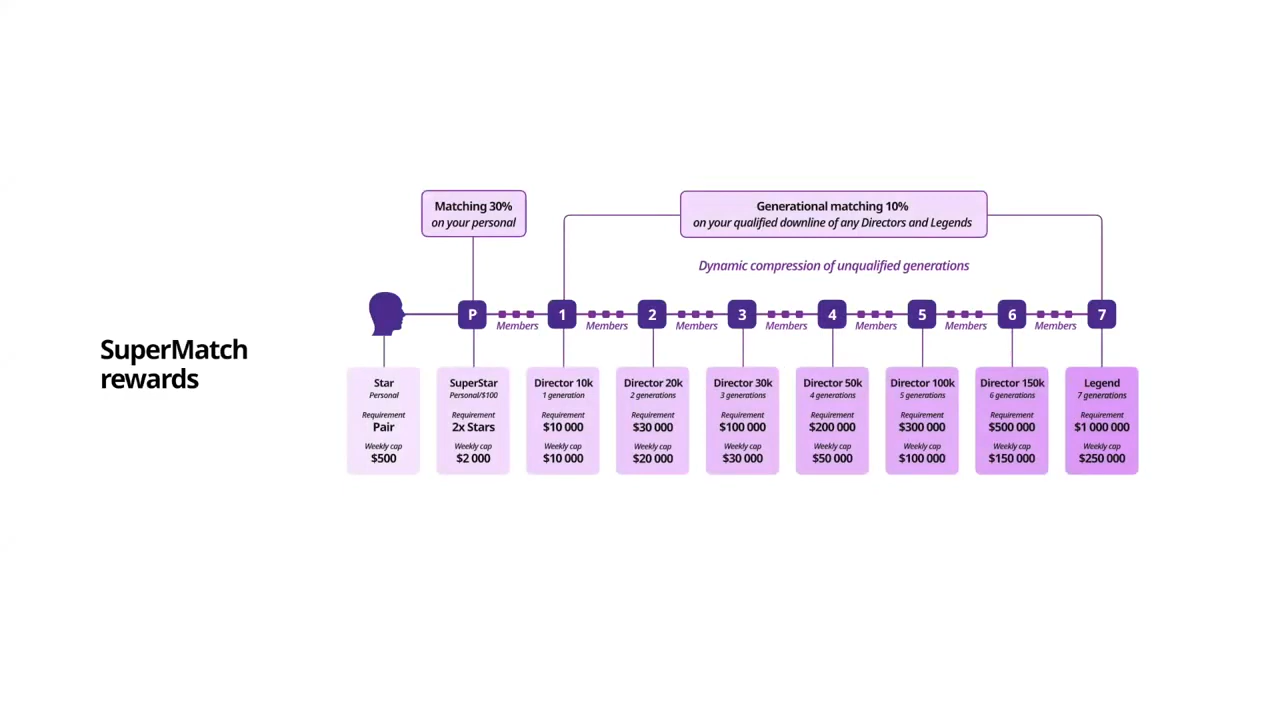 Matching 30%
on your personal
Generational matching 10%
on your qualified downline of any Directors and Legends
Dynamic compression of unqualified generations
P
1
2
3
4
5
6
7
Members
Members
Members
Members
Members
Members
Members
SuperMatch
rewards
Star
Personal
Requirement
Pair
Weekly cap
$500
SuperStar
Personal/$100
Requirement
2x Stars
Weekly cap
$2 000
Director 10k
1 generation
Requirement
$10 000
Weekly cap
$10 000
Director 20k
2 generations
Requirement
$30 000
Weekly cap
$20 000
Director 30k
3 generations
Requirement
$100 000
Weekly cap
$30 000
Director 50k
4 generations
Requirement
$200 000
Weekly cap
$50 000
Director 100k
5 generations
Requirement
$300 000
Weekly cap
$100 000
Director 150k
6 generations
Requirement
$500 000
Weekly cap
$150 000
Legend
7 generations
Requirement
$1 000 000
Weekly cap
$250 000